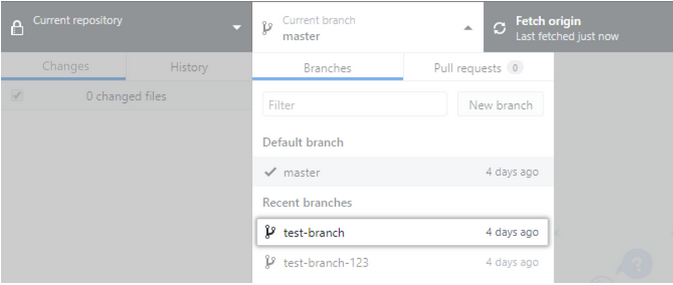 Current repository
Current branch
master
Fetch origin
Last fetched just now
Changes
History
Branches
Pull requests 0
0 changed files
Filter
New branch
Default branch
master 4 days ago
Recent branches
test-branch 4 days ago
test-branch-123 4 days ago
?